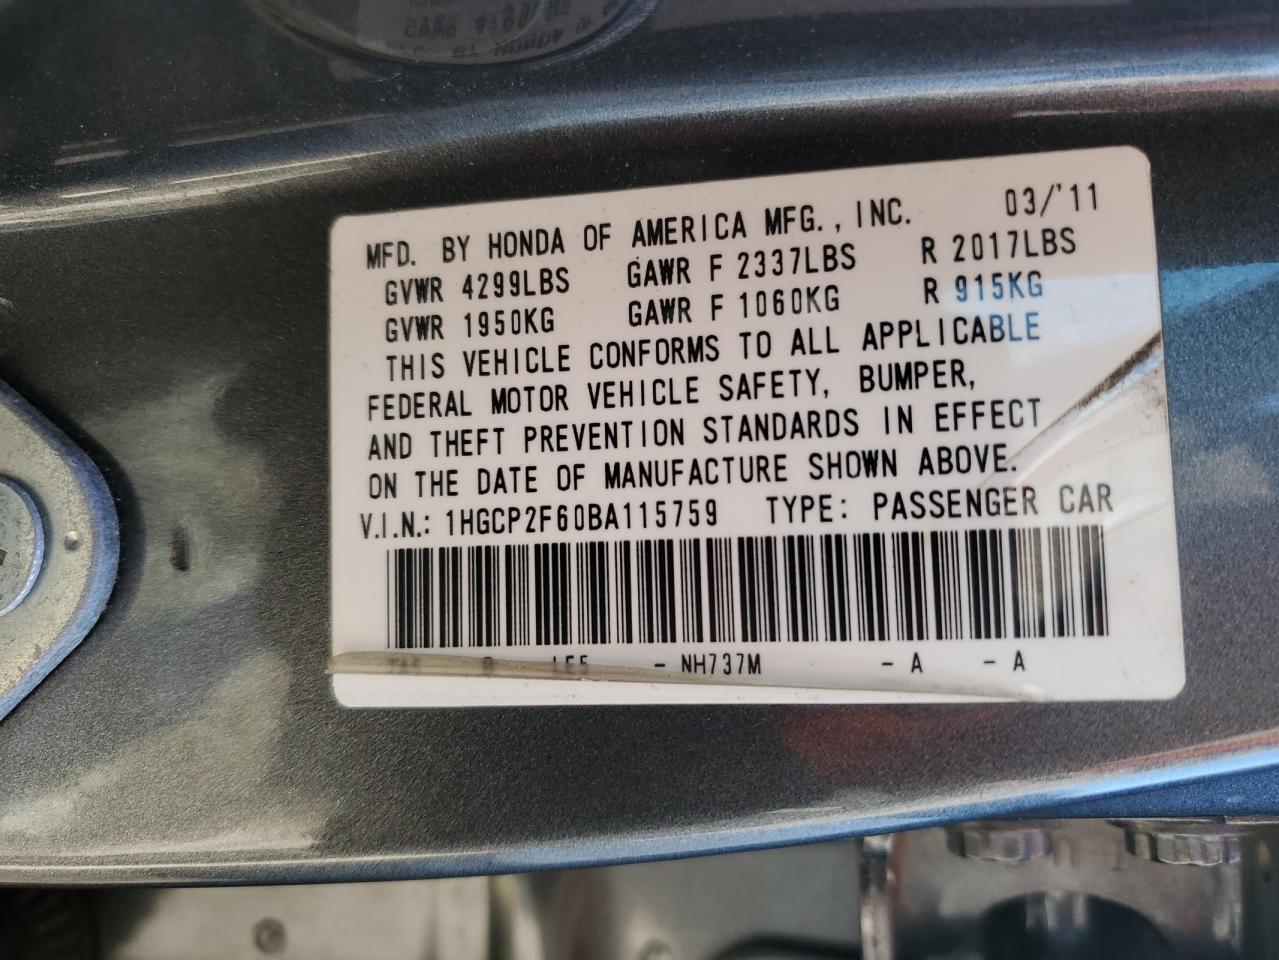 MFD. BY HONDA OF AMERICA MFG., INC. 03/'11
GVWR 4299LBS GAWR F 2337LBS R 2017LBS
GVWR 1950KG GAWR F 1060KG R 915KG
THIS VEHICLE CONFORMS TO ALL APPLICABLE
FEDERAL MOTOR VEHICLE SAFETY, BUMPER,
AND THEFT PREVENTION STANDARDS IN EFFECT
ON THE DATE OF MANUFACTURE SHOWN ABOVE.
V.I.N.: 1HGCP2F60BA115759 TYPE: PASSENGER CAR
- NH737M - A - A